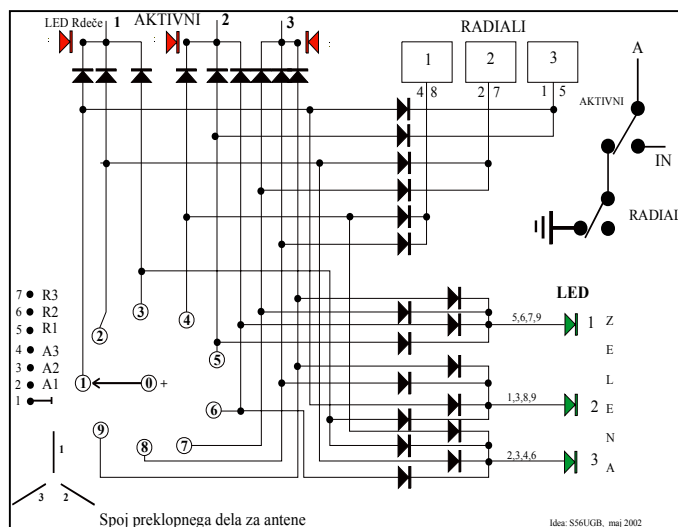 LED Rdeče 1 AKTIVNI 2 3 RADIALI
1 2 3
4 8 2 7 1 5
A
AKTIVNI
IN
RADIALI
7 R3
6 R2
5 R1
4 A3
3 A2
2 A1
1
1 0 +
2
3
4
5
6
7
8
9
LED
5,6,7,9 1
1,3,8,9 2
2,3,4,6 3
Z
E
L
E
N
A
1
3 2
Spoj preklopnega dela za antene
Idea: S56UGB, maj 2002